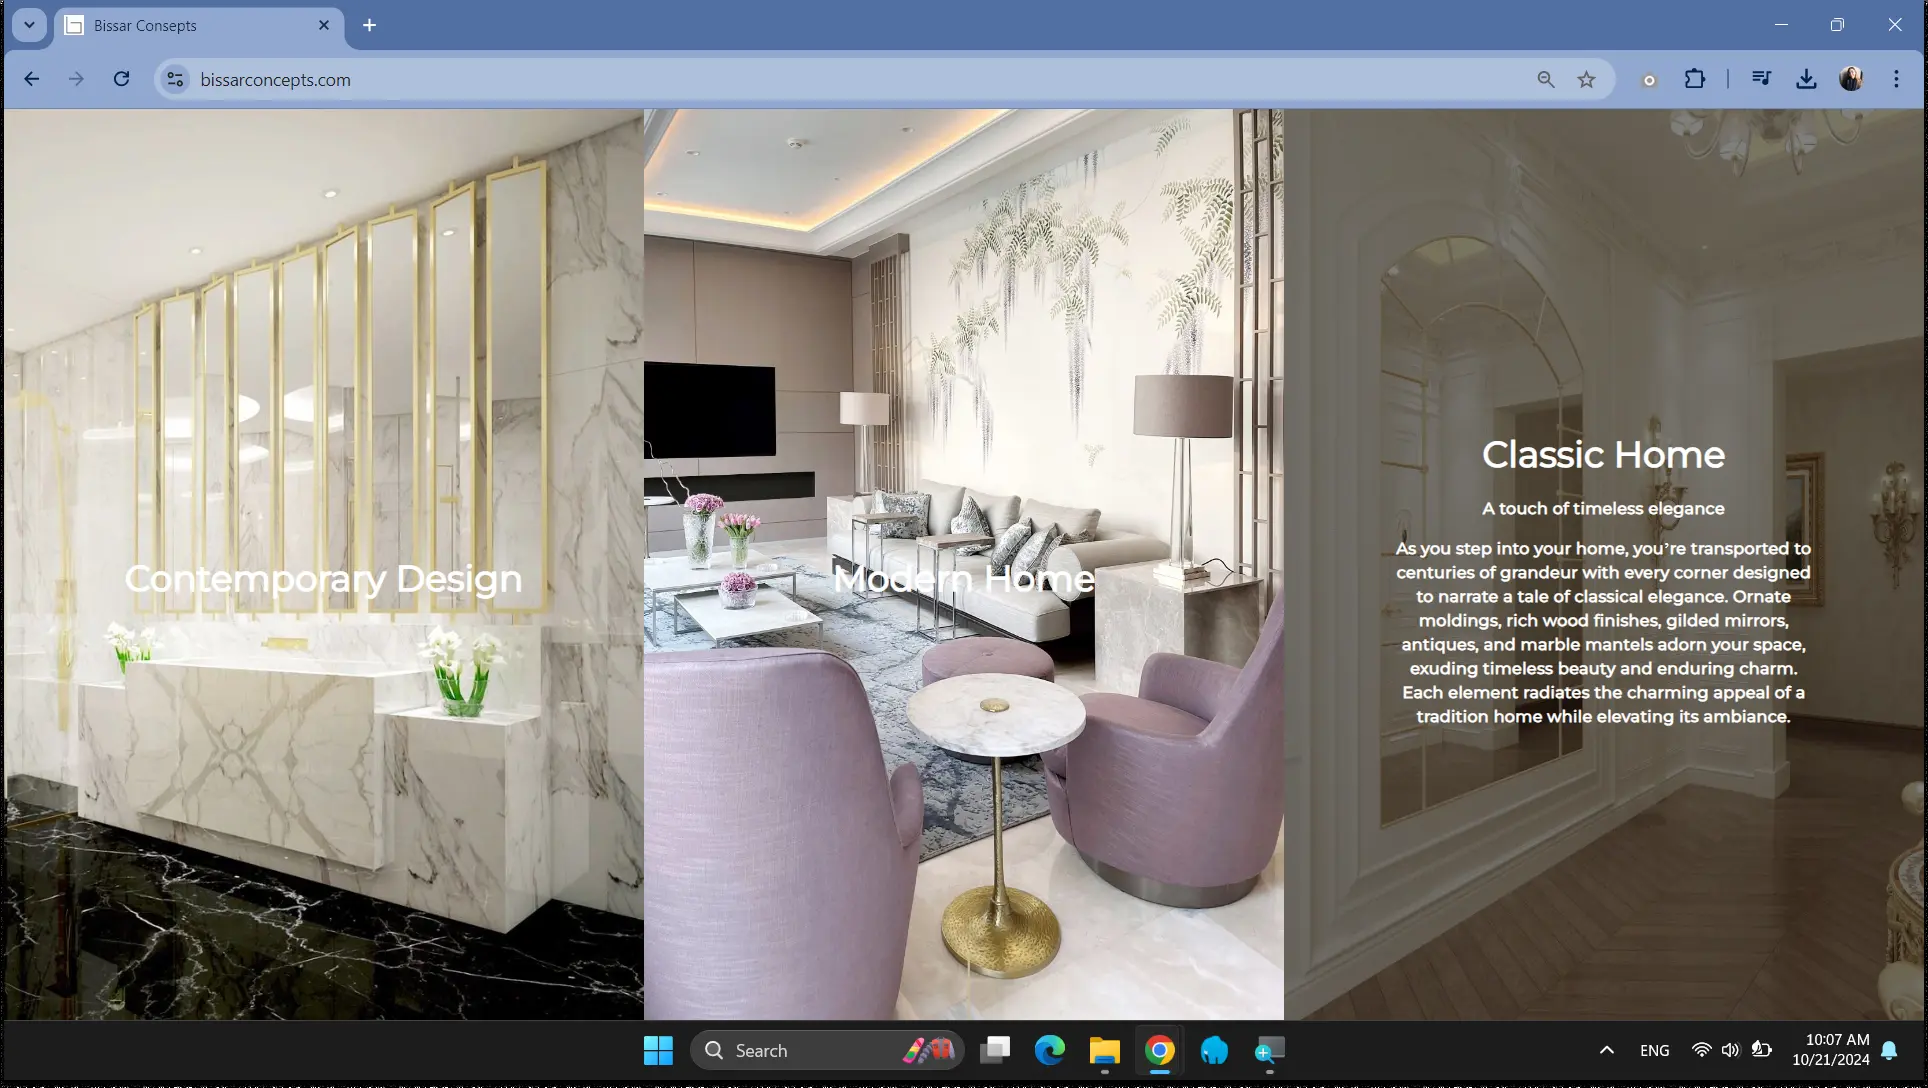 Bissar Consepts
bissarconcepts.com
Contemporary Design
Modern Home
Classic Home
A touch of timeless elegance
As you step into your home, you're transported to
centuries of grandeur with every corner designed
to narrate a tale of classical elegance. Ornate
moldings, rich wood finishes, gilded mirrors,
antiques, and marble mantels adorn your space,
exuding timeless beauty and enduring charm.
Each element radiates the charming appeal of a
tradition home while elevating its ambiance.
Search
ENG
10:07 AM
10/21/2024